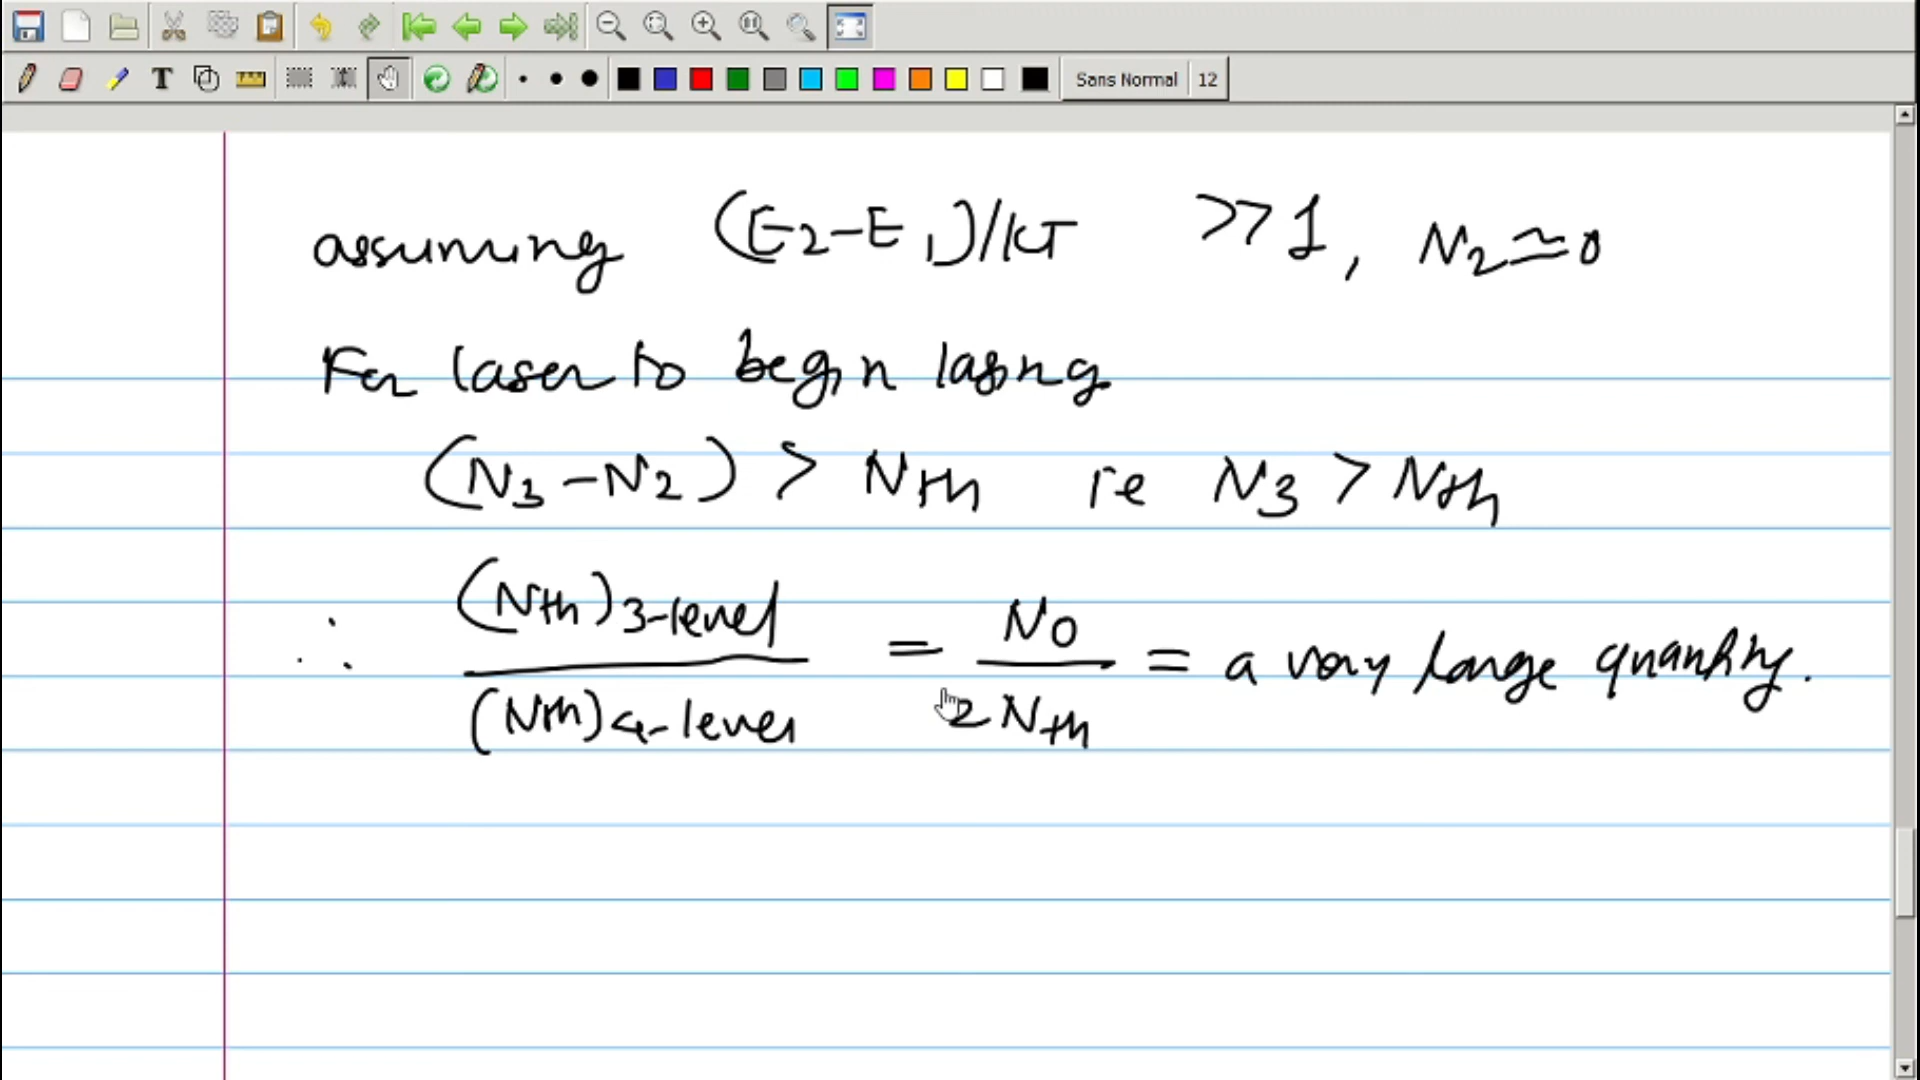 Sans Normal 12
assuming (E2-E1)/kT >> 1, N2 ≃ 0
For laser to begin lasing
(N3-N2) > Nth ie N3 > Nth
∴ (Nth)3-level / (Nth)4-level = N0 / 2Nth = a very large quantity.